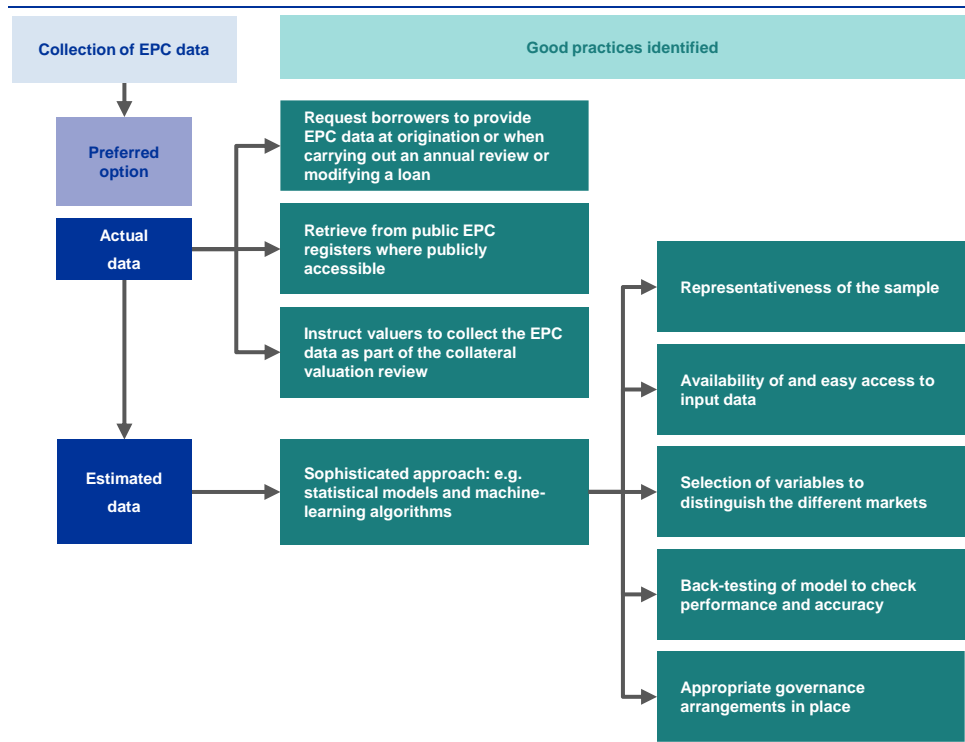 Collection of EPC data
Good practices identified
Preferred
option
Actual
data
Request borrowers to provide
EPC data at origination or when
carrying out an annual review or
modifying a loan
Retrieve from public EPC
registers where publicly
accessible
Instruct valuers to collect the EPC
data as part of the collateral
valuation review
Estimated
data
Sophisticated approach: e.g.
statistical models and machine-
learning algorithms
Representativeness of the sample
Availability of and easy access to
input data
Selection of variables to
distinguish the different markets
Back-testing of model to check
performance and accuracy
Appropriate governance
arrangements in place